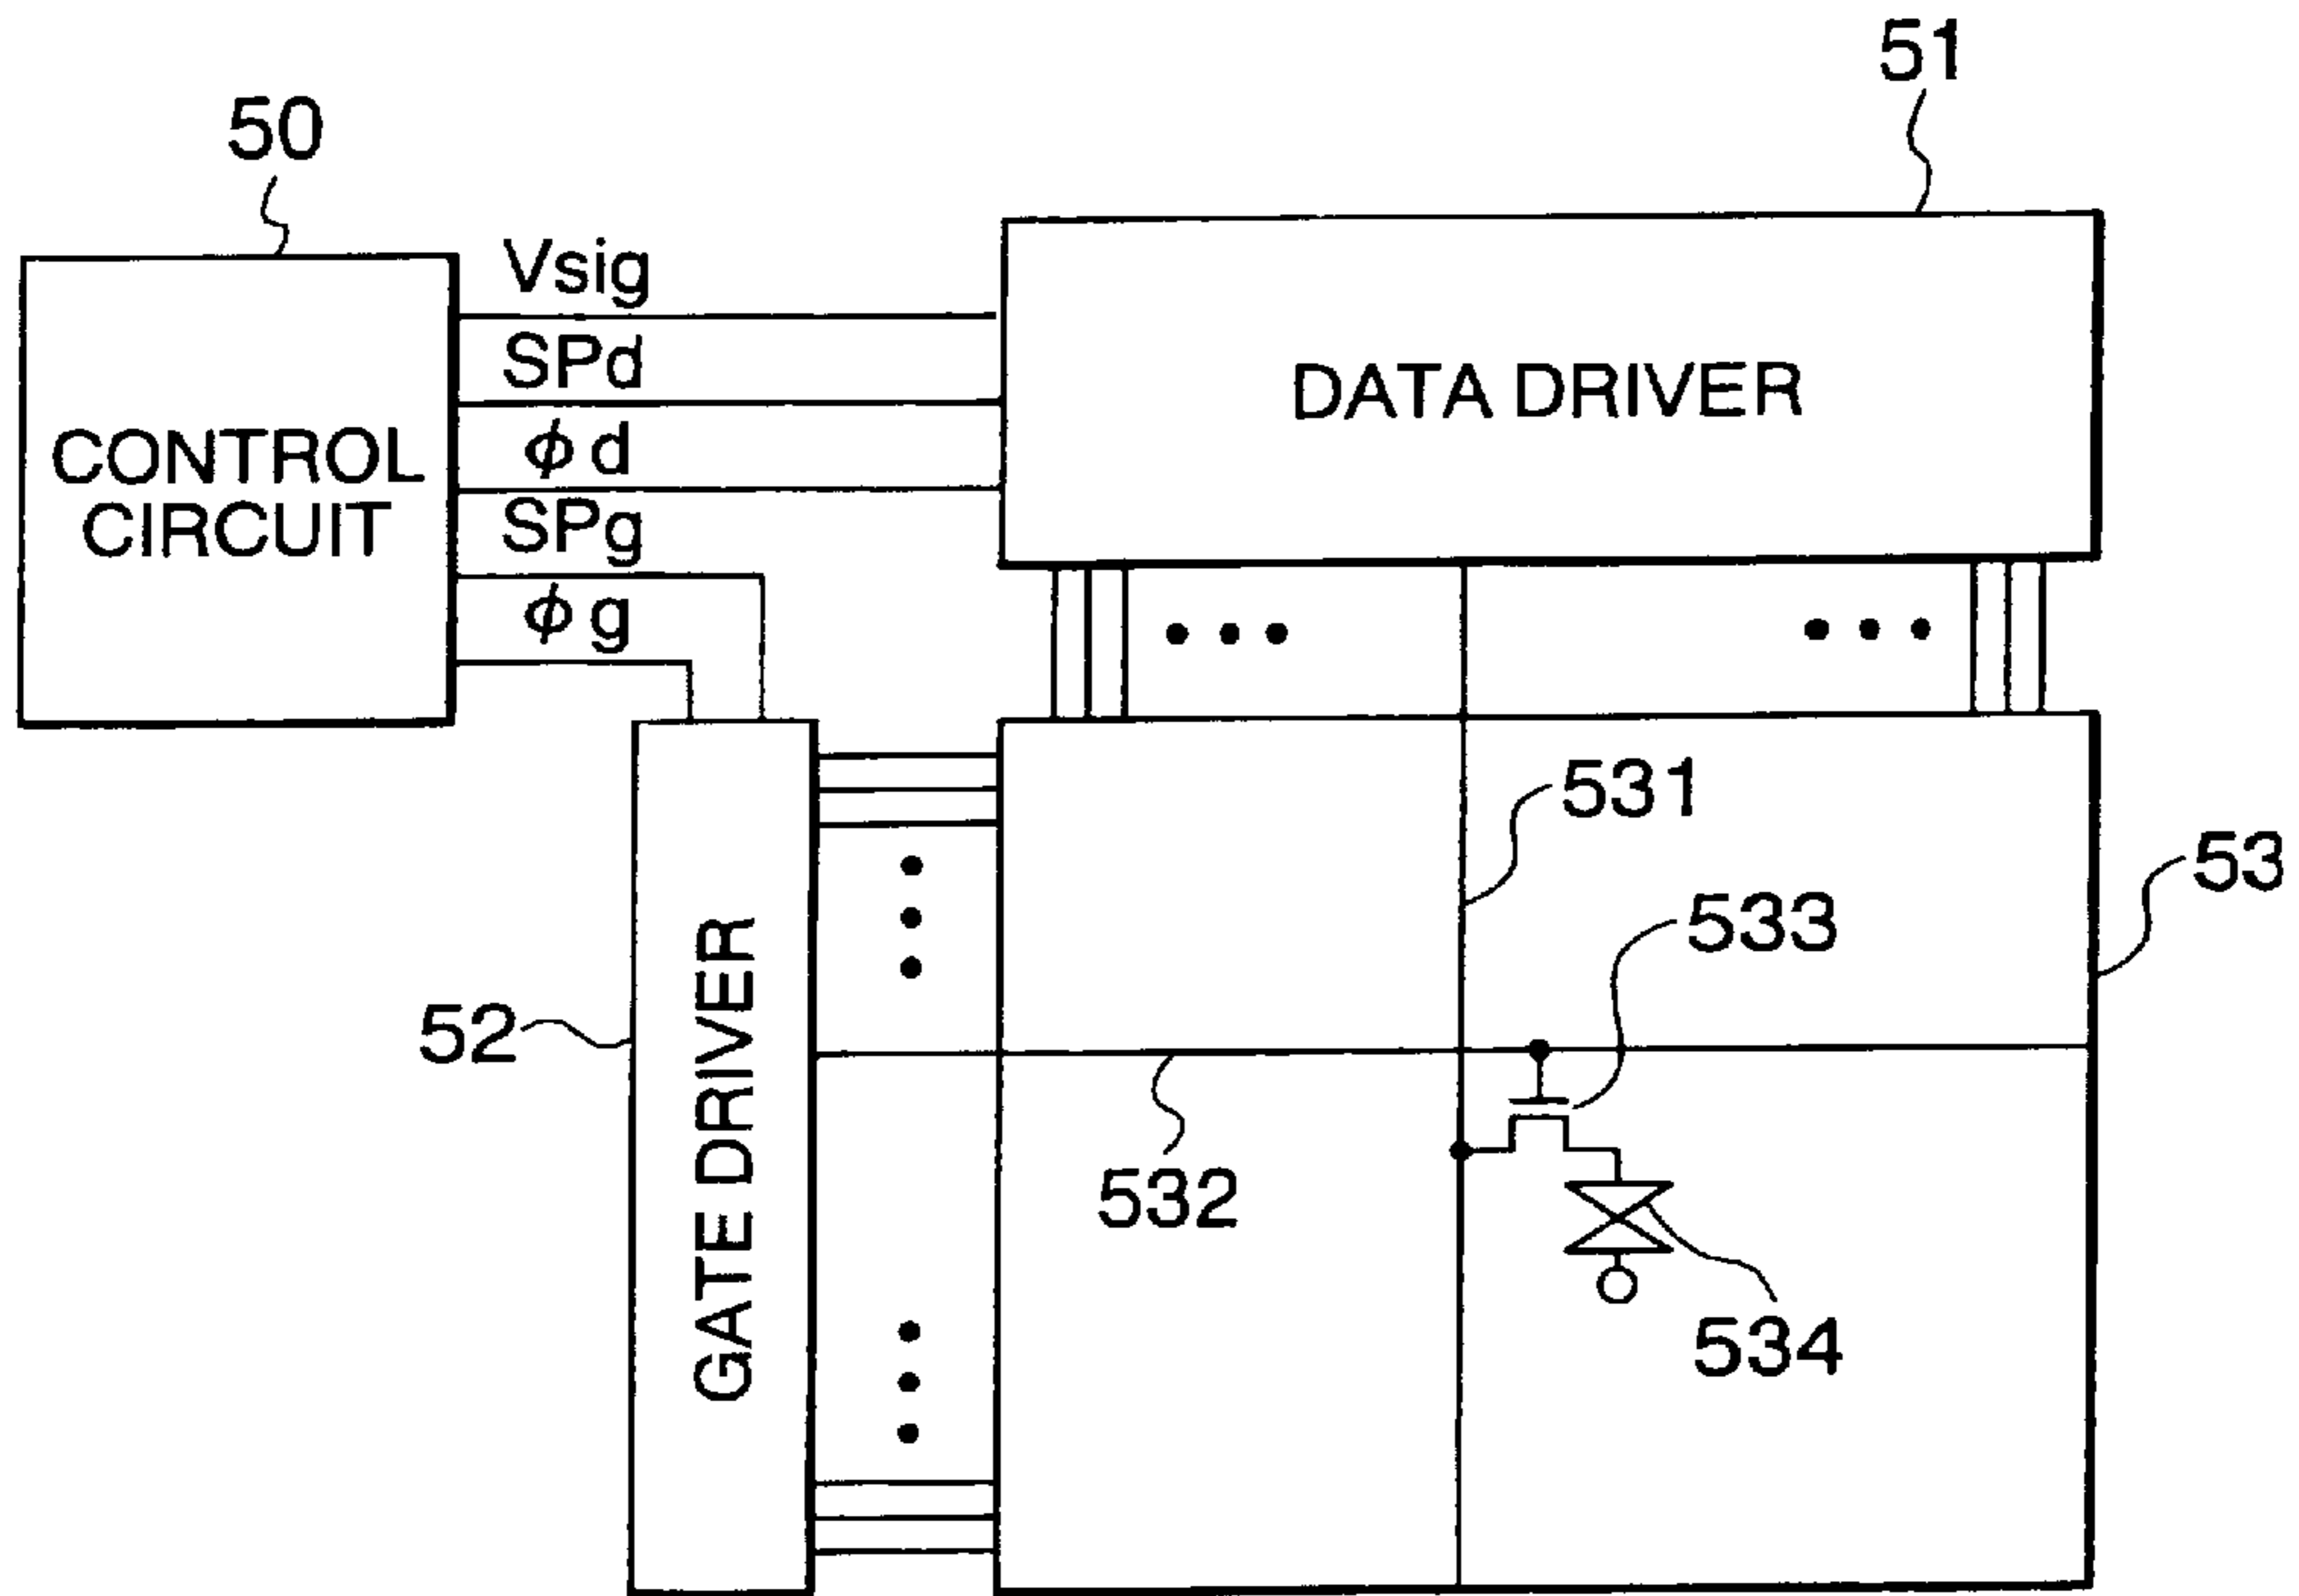 51
50
Vsig
SPd
φd
SPg
φg
CONTROL
CIRCUIT
DATA DRIVER
531
53
533
52
GATE DRIVER
532
534